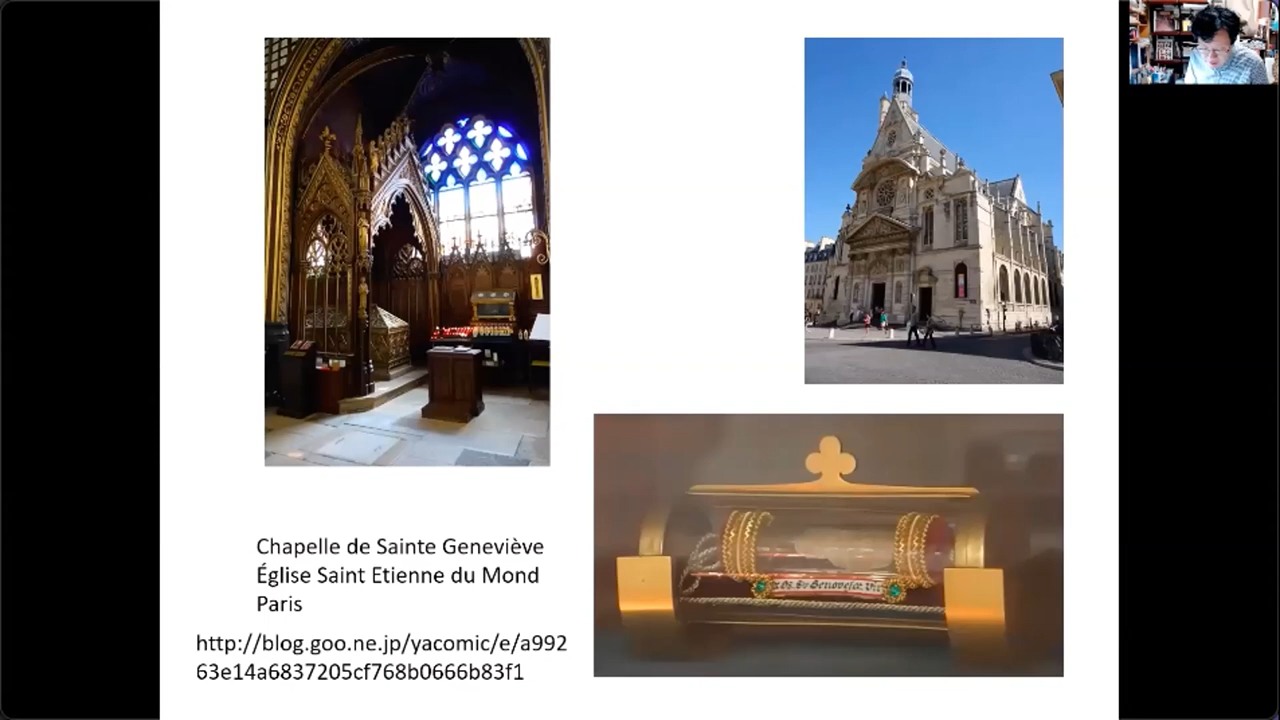 Chapelle de Sainte Geneviève
Église Saint Etienne du Mond
Paris
http://blog.goo.ne.jp/yacomic/e/a992
63e14a6837205cf768b0666b83f1